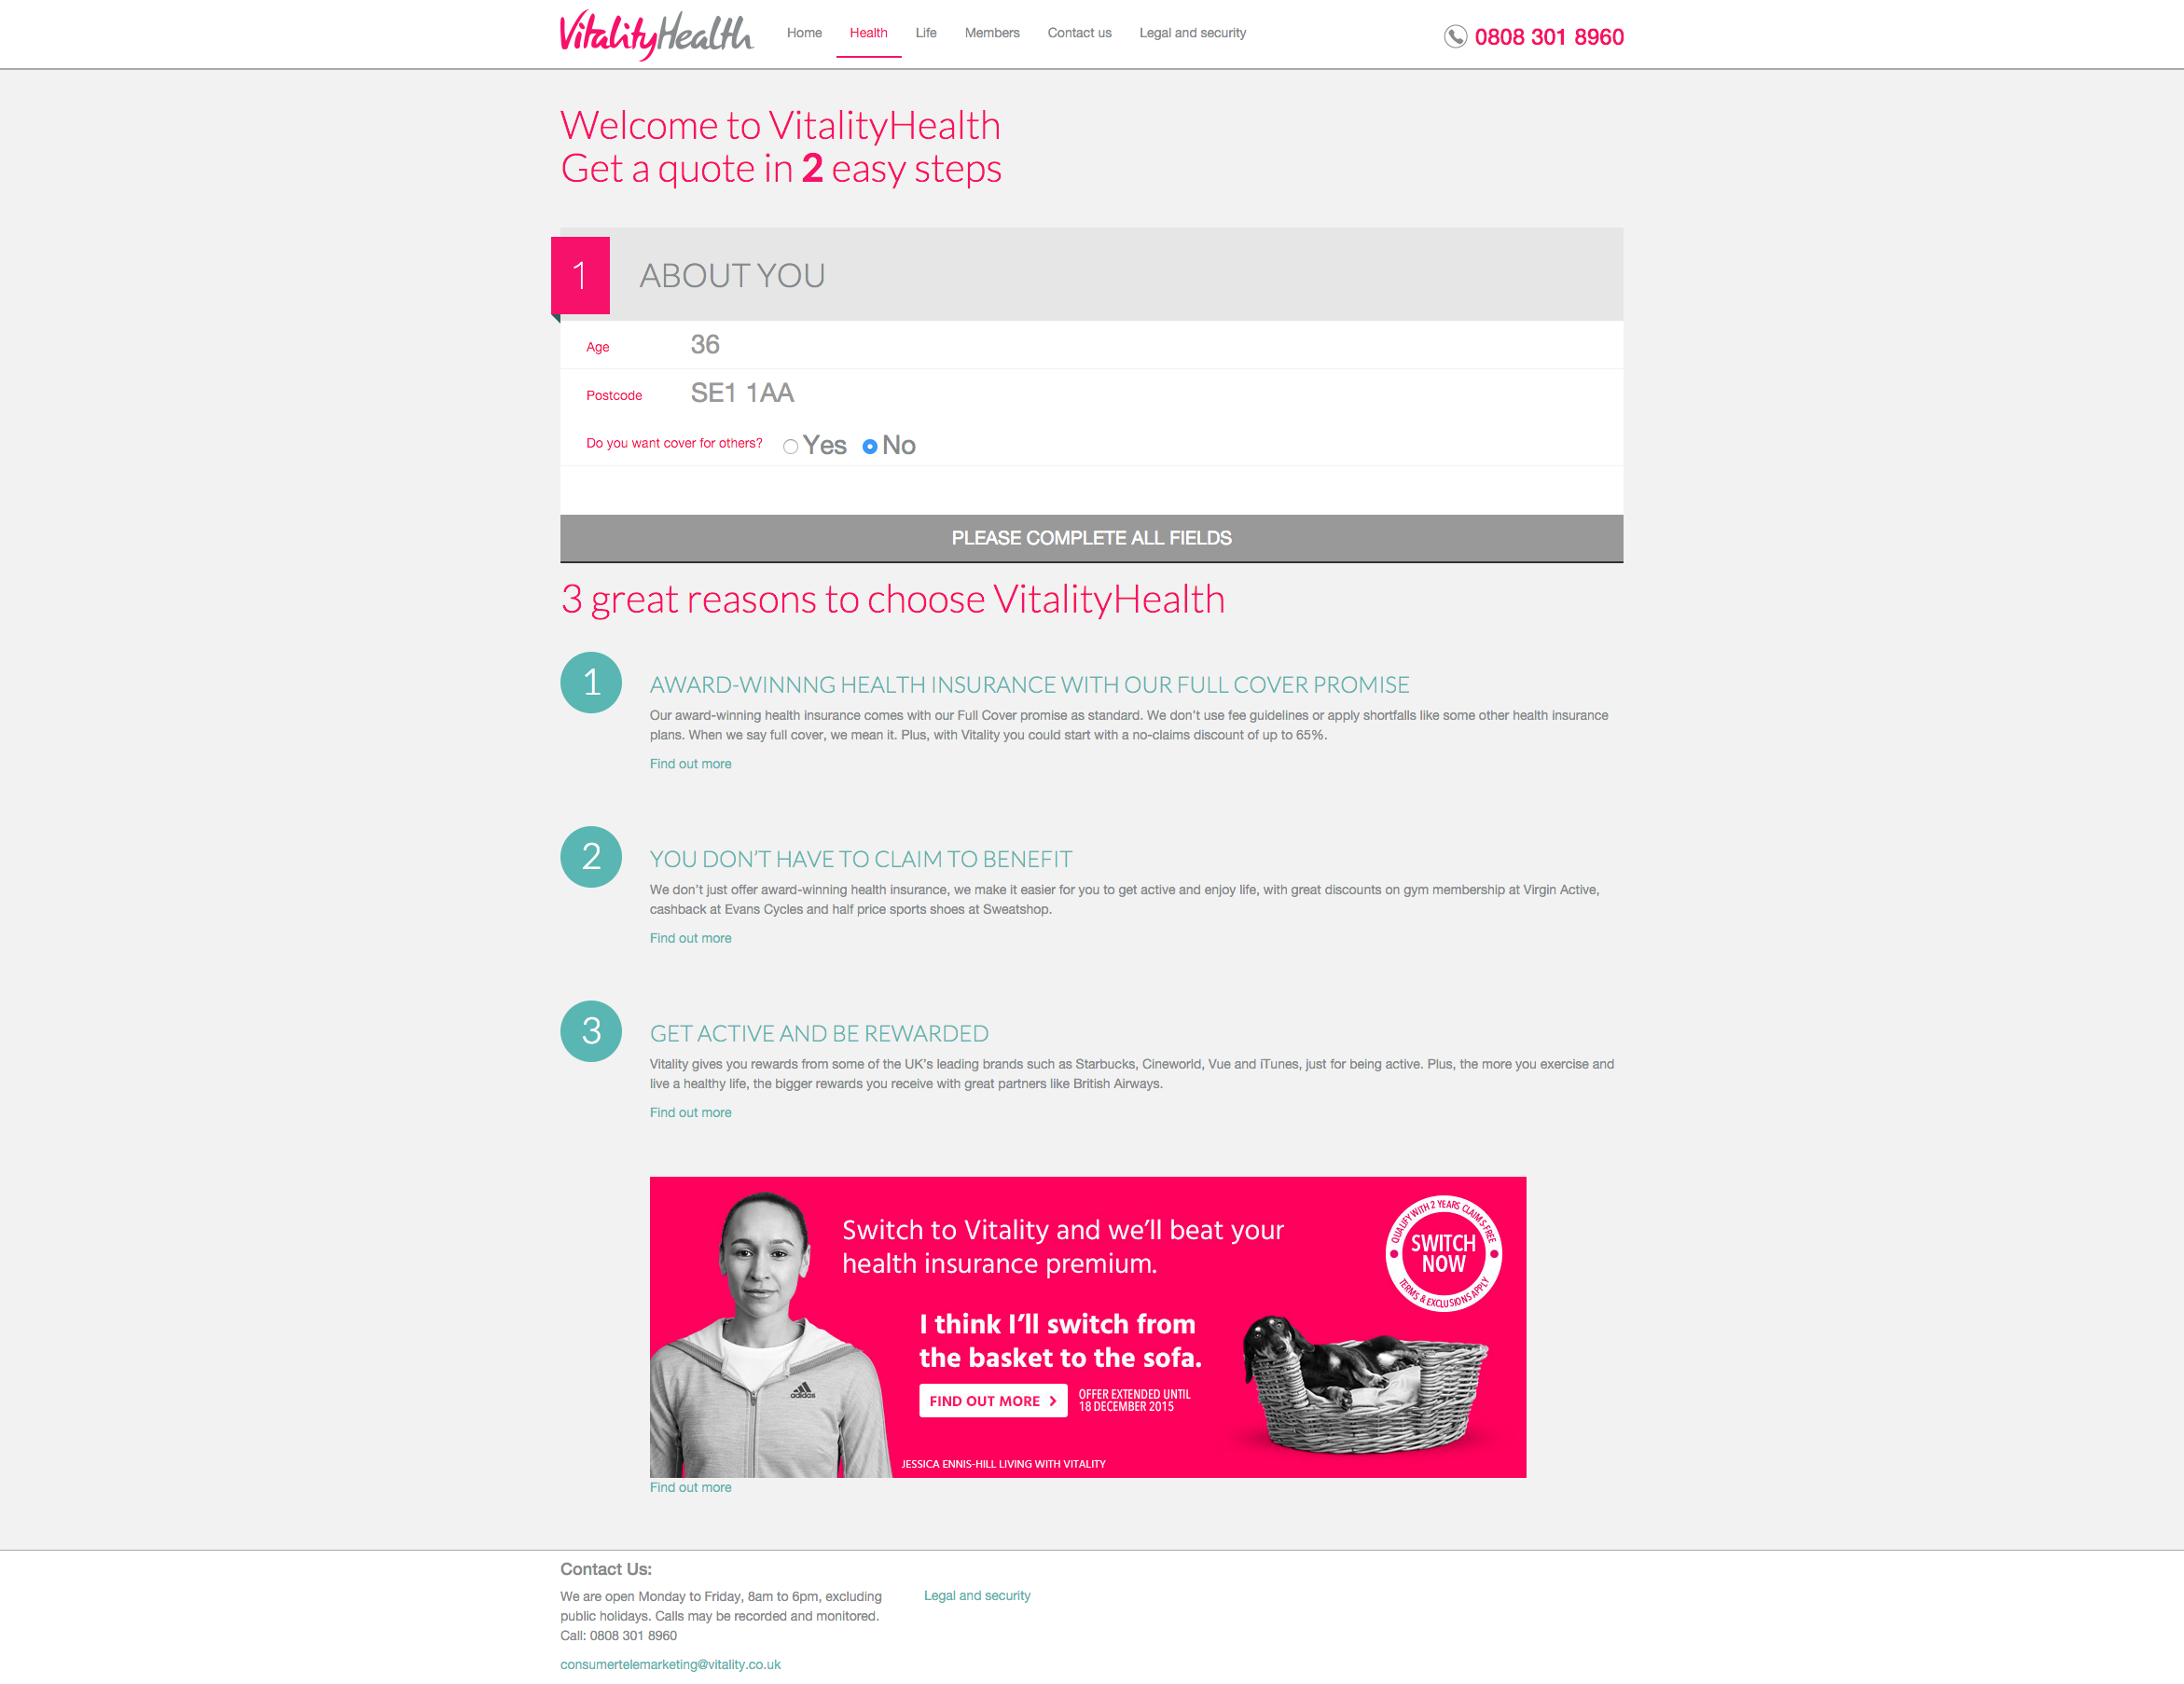 VitalityHealth
Home Health Life Members Contact us Legal and security
0808 301 8960
Welcome to VitalityHealth
Get a quote in 2 easy steps
1 ABOUT YOU
Age 36
Postcode SE1 1AA
Do you want cover for others? Yes No
PLEASE COMPLETE ALL FIELDS
3 great reasons to choose VitalityHealth
1
AWARD-WINNNG HEALTH INSURANCE WITH OUR FULL COVER PROMISE
Our award-winning health insurance comes with our Full Cover promise as standard. We don't use fee guidelines or apply shortfalls like some other health insurance
plans. When we say full cover, we mean it. Plus, with Vitality you could start with a no-claims discount of up to 65%.
Find out more
2
YOU DON'T HAVE TO CLAIM TO BENEFIT
We don't just offer award-winning health insurance, we make it easier for you to get active and enjoy life, with great discounts on gym membership at Virgin Active,
cashback at Evans Cycles and half price sports shoes at Sweatshop.
Find out more
3
GET ACTIVE AND BE REWARDED
Vitality gives you rewards from some of the UK's leading brands such as Starbucks, Cineworld, Vue and iTunes, just for being active. Plus, the more you exercise and
live a healthy life, the bigger rewards you receive with great partners like British Airways.
Find out more
Switch to Vitality and we'll beat your
health insurance premium.
QUALIFY WITH 2 YEARS CLAIMS-FREE
SWITCH
NOW
TERMS & EXCLUSIONS APPLY
I think I'll switch from
the basket to the sofa.
adidas
FIND OUT MORE >
OFFER EXTENDED UNTIL
18 DECEMBER 2015
JESSICA ENNIS-HILL LIVING WITH VITALITY
Find out more
Contact Us:
We are open Monday to Friday, 8am to 6pm, excluding
public holidays. Calls may be recorded and monitored.
Call: 0808 301 8960
consumertelemarketing@vitality.co.uk
Legal and security